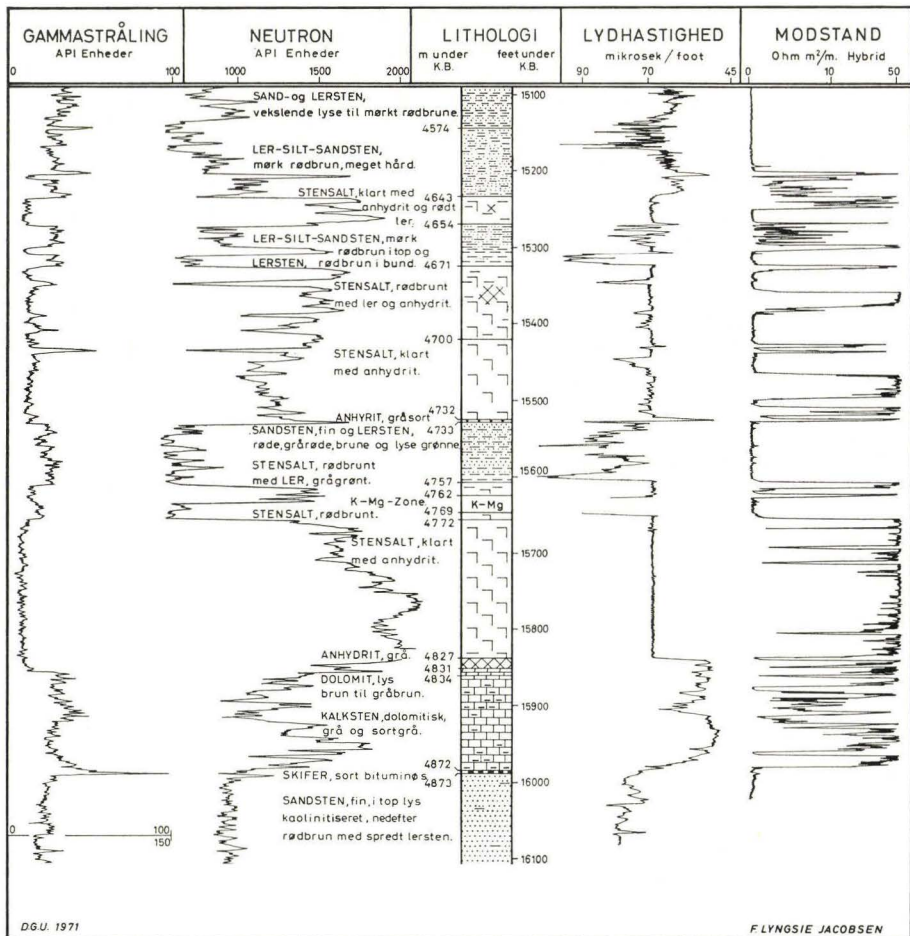 GAMMASTRÅLING
API Enheder
0 100
NEUTRON
API Enheder
1000 1500 2000
LITHOLOGI
m under K.B.
feet under K.B.
LYDHASTIGHED
mikrosek / foot
90 70 45
MODSTAND
Ohm m²/m. Hybrid
0 10 50
SAND-og LERSTEN,
vekslende lyse til mørkt rødbrune.
4574
LER-SILT-SANDSTEN,
mørk rødbrun, meget hård.
STENSALT, klart med
4643
anhydrit og rødt
ler.
4654
LER-SILT-SANDSTEN, mørk
rødbrun i top og
LERSTEN, rødbrun i bund.
4671
STENSALT, rødbrunt
med ler og anhydrit.
4700
STENSALT, klart
med anhydrit.
4732
ANHYRIT, gråsort
SANDSTEN, fin og LERSTEN,
4733
røde, grårøde, brune og lyse grønne
STENSALT, rødbrunt
4757
med LER, grågrønt.
4762
K-Mg-Zone
K-Mg
4769
STENSALT, rødbrunt.
4772
STENSALT, klart
med anhydrit.
ANHYDRIT, grå.
4827
4831
DOLOMIT, lys
4834
brun til gråbrun.
KALKSTEN, dolomitisk,
grå og sortgrå.
4872
SKIFER, sort bituminøs
4873
SANDSTEN, fin, i top lys
kaolinitiseret, nedefter
rødbrun med spredt lersten.
15100
15200
15300
15400
15500
15600
15700
15800
15900
16000
16100
0 100
150
D.G.U. 1971
F. LYNGSIE JACOBSEN